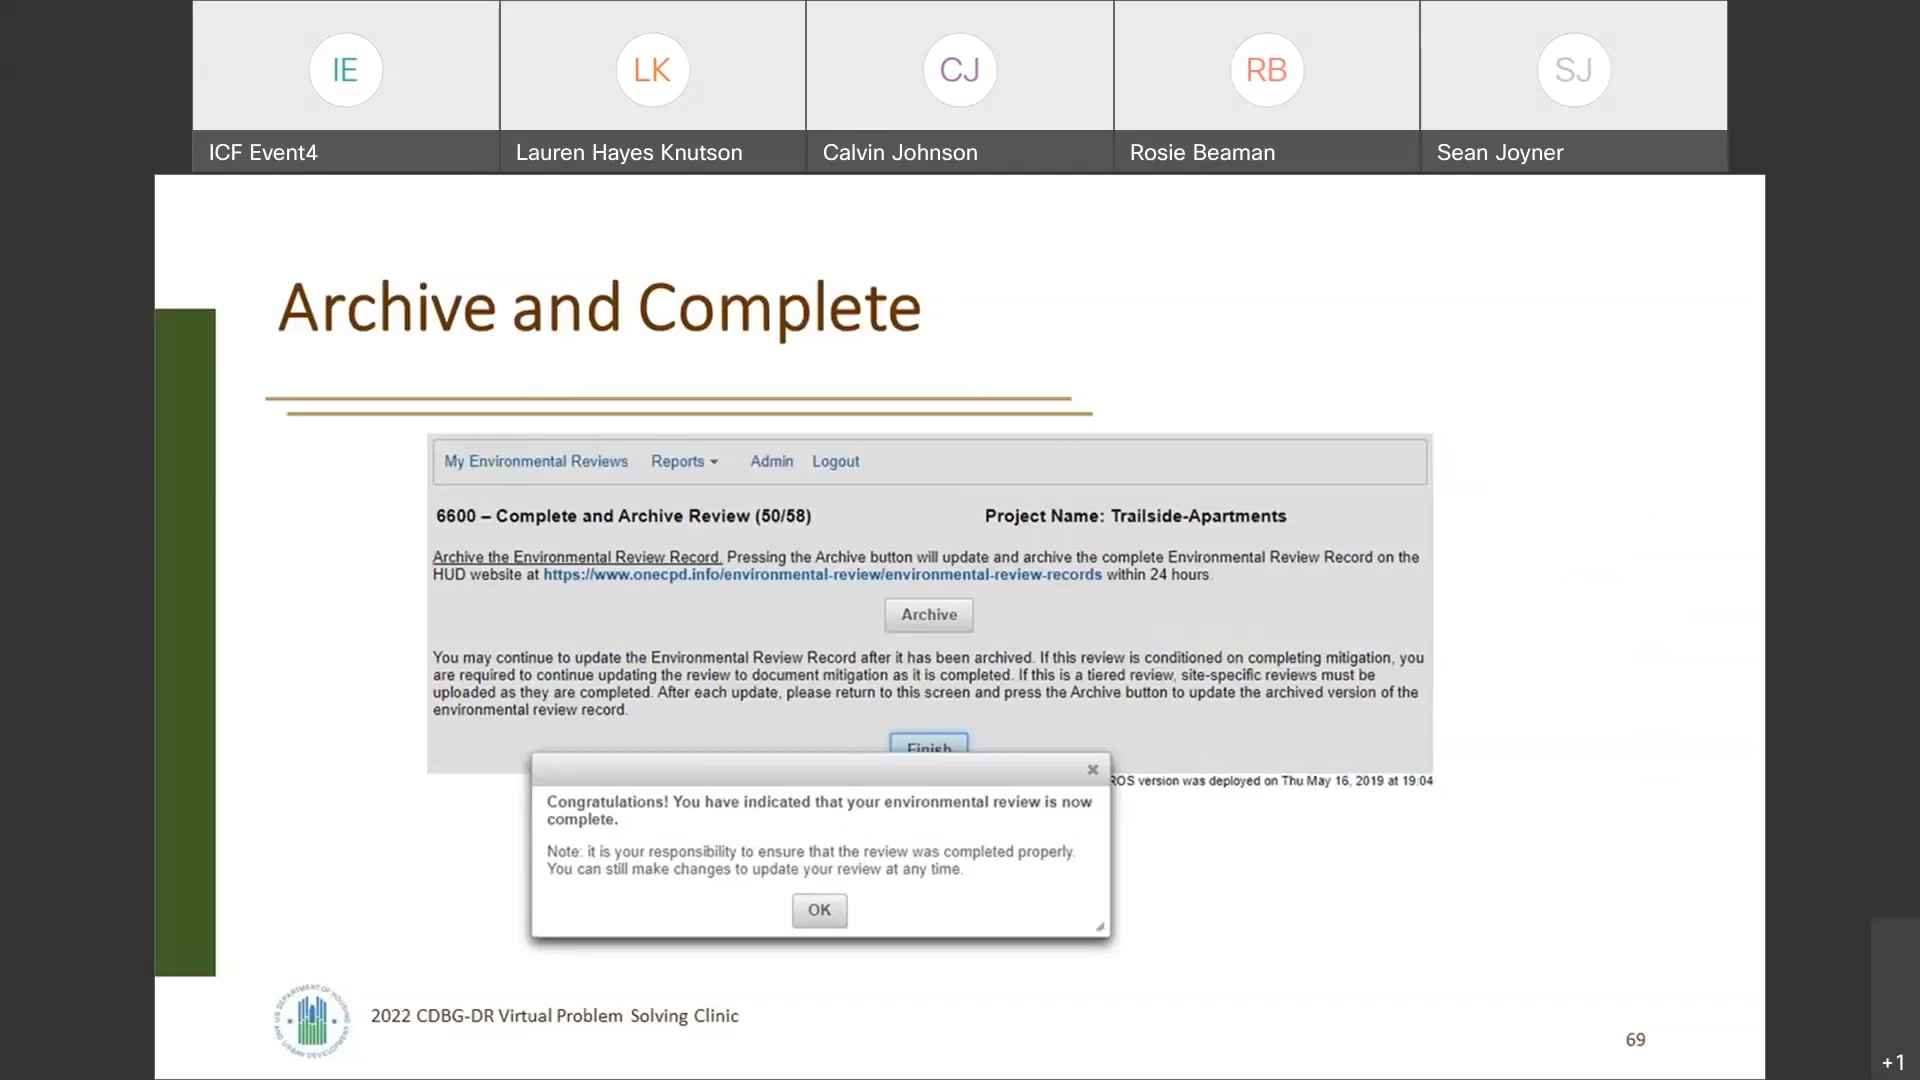 IE
LK
CJ
RB
SJ
ICF Event4
Lauren Hayes Knutson
Calvin Johnson
Rosie Beaman
Sean Joyner
Archive and Complete
My Environmental Reviews Reports Admin Logout
6600 – Complete and Archive Review (50/58)
Project Name: Trailside-Apartments
Archive the Environmental Review Record. Pressing the Archive button will update and archive the complete Environmental Review Record on the
HUD website at https://www.onecpd.info/environmental-review/environmental-review-records within 24 hours.
Archive
You may continue to update the Environmental Review Record after it has been archived. If this review is conditioned on completing mitigation, you
are required to continue updating the review to document mitigation as it is completed. If this is a tiered review, site-specific reviews must be
uploaded as they are completed. After each update, please return to this screen and press the Archive button to update the archived version of the
environmental review record.
Finish
ROS version was deployed on Thu May 16, 2019 at 19:04
Congratulations! You have indicated that your environmental review is now
complete.
Note: it is your responsibility to ensure that the review was completed properly.
You can still make changes to update your review at any time.
OK
U.S. DEPARTMENT OF HOUSING
AND URBAN DEVELOPMENT
2022 CDBG-DR Virtual Problem Solving Clinic
69
+1